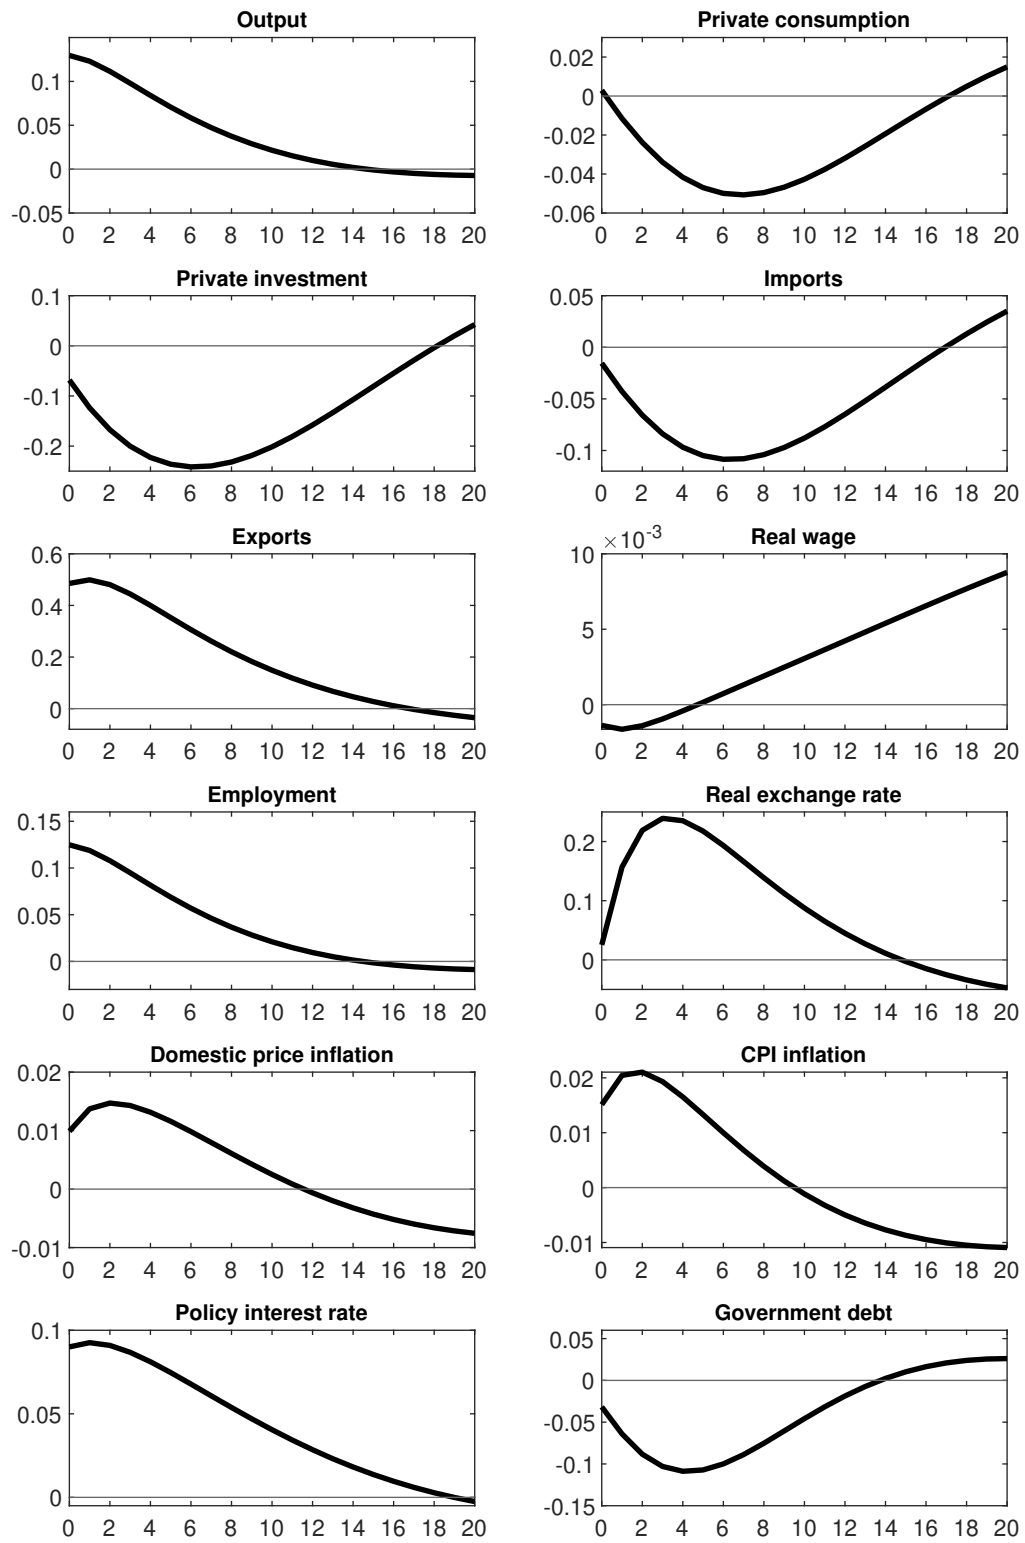 Output
0.1
0.05
0
-0.05
0 2 4 6 8 10 12 14 16 18 20
Private consumption
0.02
0
-0.02
-0.04
-0.06
0 2 4 6 8 10 12 14 16 18 20
Private investment
0.1
0
-0.1
-0.2
0 2 4 6 8 10 12 14 16 18 20
Imports
0.05
0
-0.05
-0.1
0 2 4 6 8 10 12 14 16 18 20
Exports
0.6
0.4
0.2
0
0 2 4 6 8 10 12 14 16 18 20
×10⁻³
Real wage
10
5
0
0 2 4 6 8 10 12 14 16 18 20
Employment
0.15
0.1
0.05
0
0 2 4 6 8 10 12 14 16 18 20
Real exchange rate
0.2
0.1
0
0 2 4 6 8 10 12 14 16 18 20
Domestic price inflation
0.02
0.01
0
-0.01
0 2 4 6 8 10 12 14 16 18 20
CPI inflation
0.02
0.01
0
-0.01
0 2 4 6 8 10 12 14 16 18 20
Policy interest rate
0.1
0.05
0
0 2 4 6 8 10 12 14 16 18 20
Government debt
0.05
0
-0.05
-0.1
-0.15
0 2 4 6 8 10 12 14 16 18 20